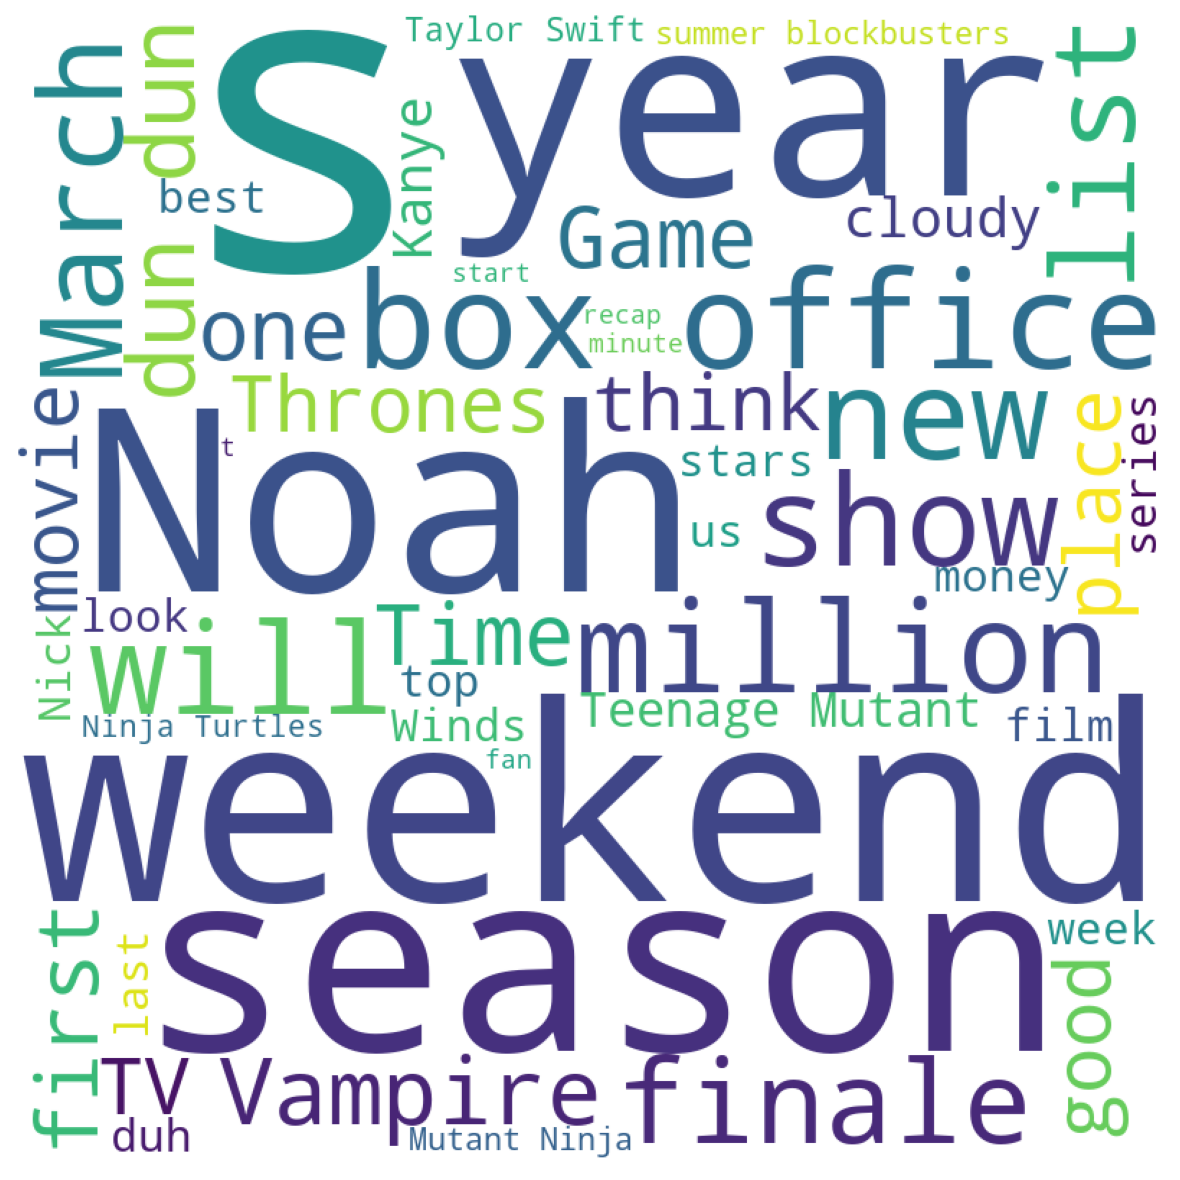 Taylor Swift
summer blockbusters
March
dun dun
s
year
list
Kanye
best
cloudy
Game
start
one
box office
recap
minute
Thrones
think
new
movie
place
series
Noah
t
stars
show
us
money
look
Nick
will
Time
million
top
Teenage Mutant
Ninja Turtles
Winds
film
fan
weekend
season
first
last
week
good
TV
Vampire
finale
duh
Mutant Ninja